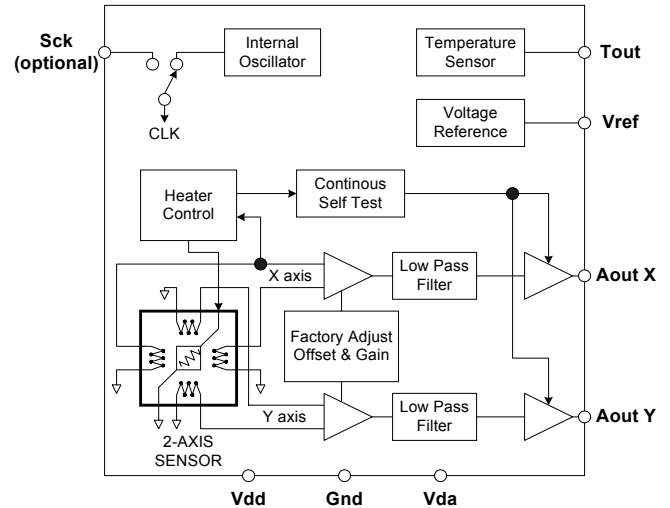 Sck
(optional)
Internal
Oscillator
Temperature
Sensor
Tout
CLK
Voltage
Reference
Vref
Heater
Control
Continous
Self Test
X axis
Low Pass
Filter
Aout X
Factory Adjust
Offset & Gain
Y axis
Low Pass
Filter
Aout Y
2-AXIS
SENSOR
Vdd
Gnd
Vda